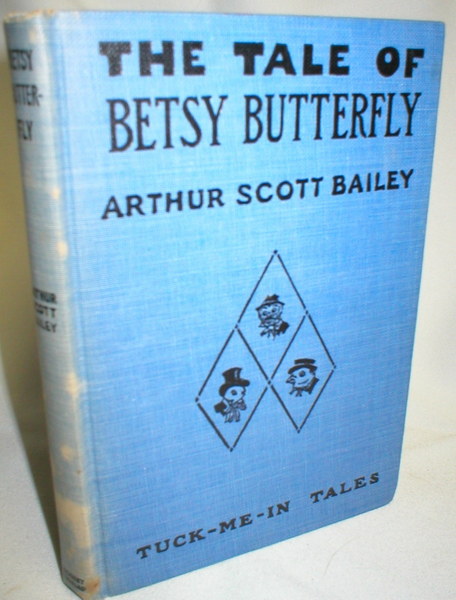 THE TALE OF
BETSY BUTTERFLY
ARTHUR SCOTT BAILEY
TUCK-ME-IN TALES
BETSY
BUTTER-
FLY
ARTHUR
SCOTT
BAILEY